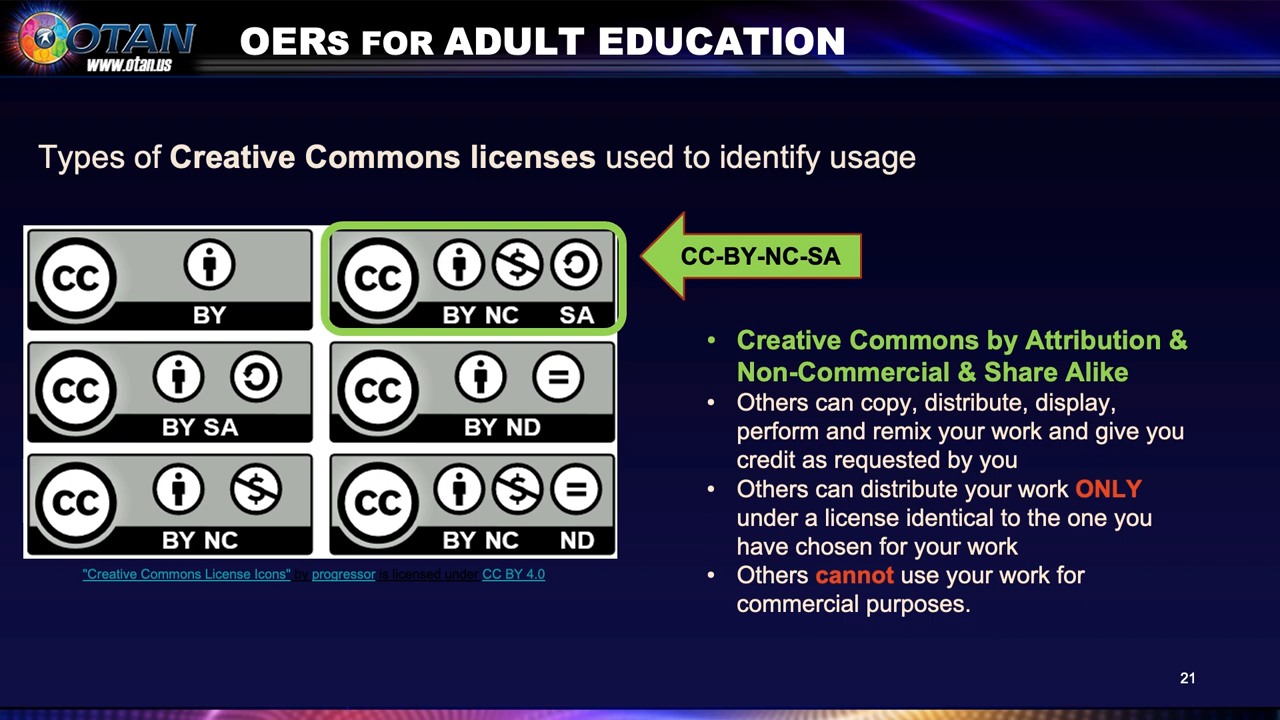 OTAN
www.otan.us
OERs for Adult Education
Types of Creative Commons licenses used to identify usage
CC BY
CC BY NC SA
CC-BY-NC-SA
CC BY SA
CC BY ND
CC BY NC
CC BY NC ND
"Creative Commons License Icons" by progressor is licensed under CC BY 4.0
• Creative Commons by Attribution &
Non-Commercial & Share Alike
• Others can copy, distribute, display,
perform and remix your work and give you
credit as requested by you
• Others can distribute your work ONLY
under a license identical to the one you
have chosen for your work
• Others cannot use your work for
commercial purposes.
21